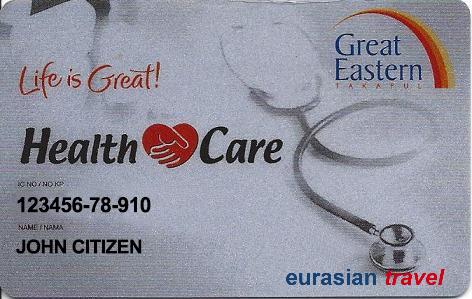 Life is Great!
Great
Eastern
TAKAFUL
Health Care
IC NO / NO KP
123456-78-910
NAME / NAMA
JOHN CITIZEN
eurasian travel